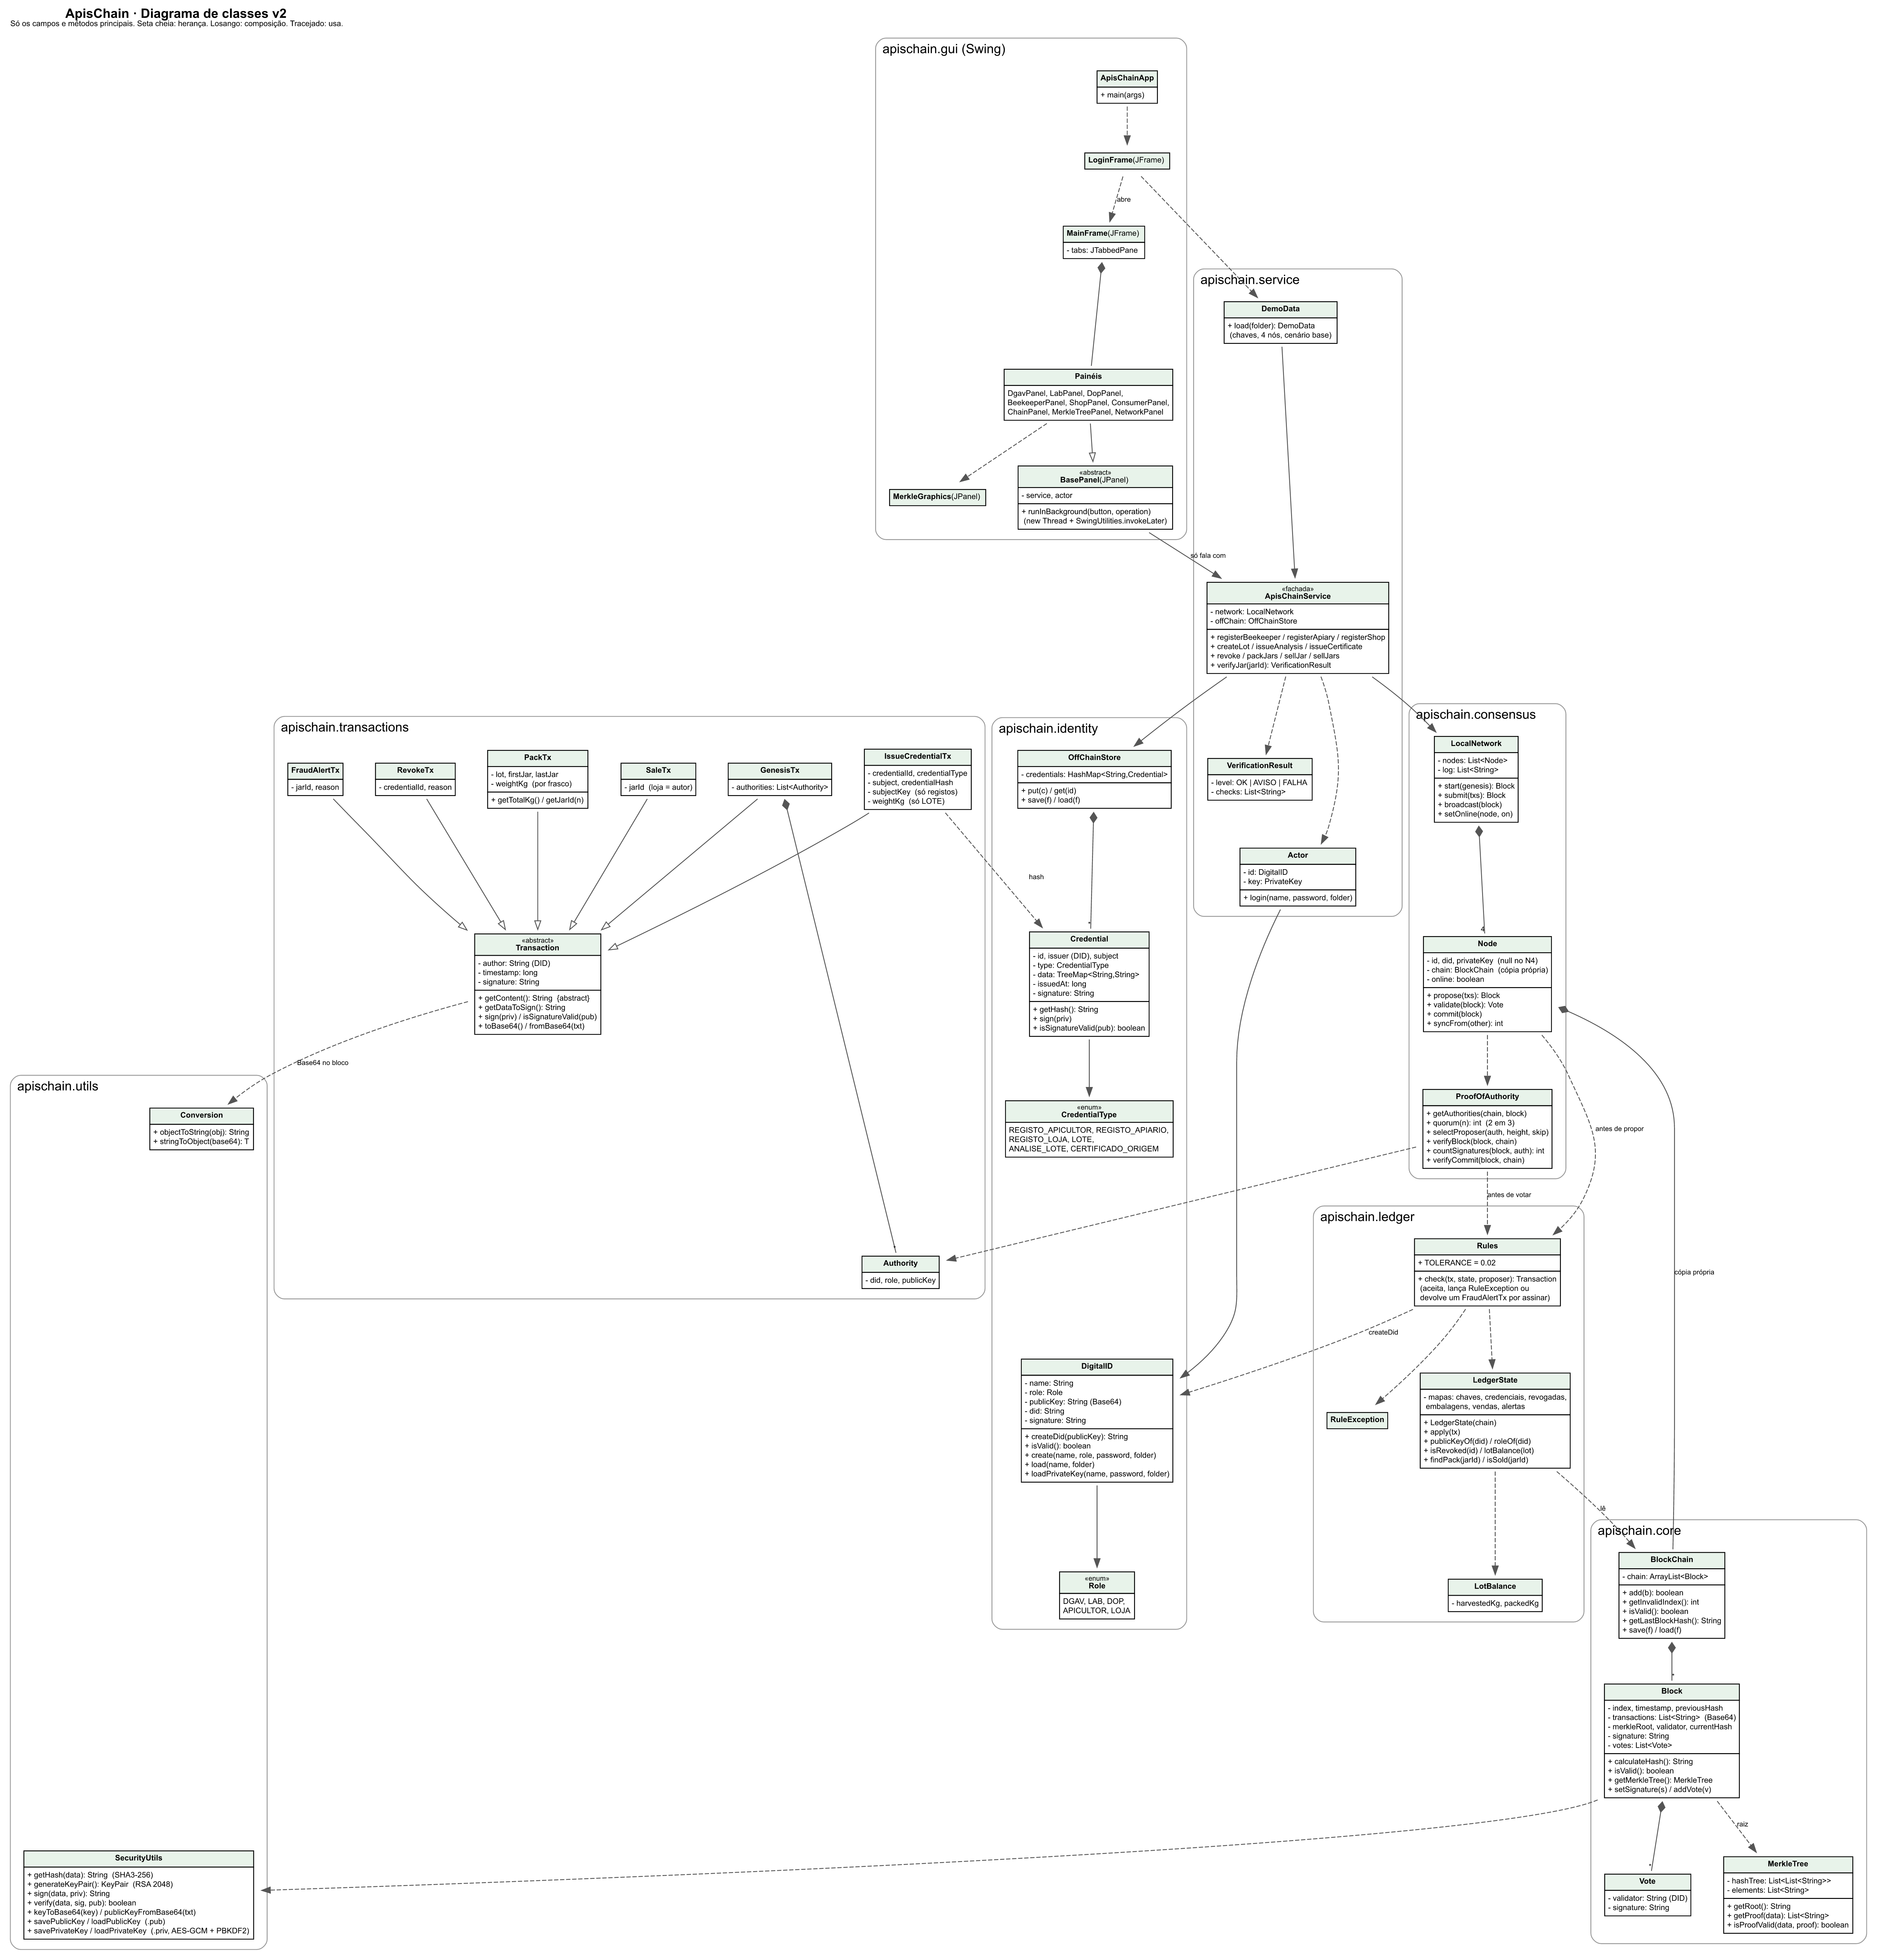 ApisChain · Diagrama de classes v2
Só os campos e métodos principais. Seta cheia: herança. Losango: composição. Tracejado: usa.
apischain.gui (Swing)
ApisChainApp
+ main(args)
LoginFrame(JFrame)
abre
MainFrame(JFrame)
- tabs: JTabbedPane
Painéis
DgavPanel, LabPanel, DopPanel,
BeekeeperPanel, ShopPanel, ConsumerPanel,
ChainPanel, MerkleTreePanel, NetworkPanel
MerkleGraphics(JPanel)
«abstract»
BasePanel(JPanel)
- service, actor
+ runInBackground(button, operation)
(new Thread + SwingUtilities.invokeLater)
só fala com
apischain.service
DemoData
+ load(folder): DemoData
(chaves, 4 nós, cenário base)
«fachada»
ApisChainService
- network: LocalNetwork
- offChain: OffChainStore
+ registerBeekeeper / registerApiary / registerShop
+ createLot / issueAnalysis / issueCertificate
+ revoke / packJars / sellJar / sellJars
+ verifyJar(jarId): VerificationResult
VerificationResult
- level: OK | AVISO | FALHA
- checks: List<String>
Actor
- id: DigitalID
- key: PrivateKey
+ login(name, password, folder)
apischain.consensus
LocalNetwork
- nodes: List<Node>
- log: List<String>
+ start(genesis): Block
+ submit(txs): Block
+ broadcast(block)
+ setOnline(node, on)
4
Node
- id, did, privateKey (null no N4)
- chain: BlockChain (cópia própria)
- online: boolean
+ propose(txs): Block
+ validate(block): Vote
+ commit(block)
+ syncFrom(other): int
ProofOfAuthority
+ getAuthorities(chain, block)
+ quorum(n): int (2 em 3)
+ selectProposer(auth, height, skip)
+ verifyBlock(block, chain)
+ countSignatures(block, auth): int
+ verifyCommit(block, chain)
antes de propor
antes de votar
cópia própria
apischain.transactions
FraudAlertTx
- jarId, reason
RevokeTx
- credentialId, reason
PackTx
- lot, firstJar, lastJar
- weightKg (por frasco)
+ getTotalKg() / getJarId(n)
SaleTx
- jarId (loja = autor)
GenesisTx
- authorities: List<Authority>
IssueCredentialTx
- credentialId, credentialType
- subject, credentialHash
- subjectKey (só registos)
- weightKg (só LOTE)
hash
«abstract»
Transaction
- author: String (DID)
- timestamp: long
- signature: String
+ getContent(): String {abstract}
+ getDataToSign(): String
+ sign(priv) / isSignatureValid(pub)
+ toBase64() / fromBase64(txt)
Base64 no bloco
*
Authority
- did, role, publicKey
apischain.identity
OffChainStore
- credentials: HashMap<String,Credential>
+ put(c) / get(id)
+ save(f) / load(f)
*
Credential
- id, issuer (DID), subject
- type: CredentialType
- data: TreeMap<String,String>
- issuedAt: long
- signature: String
+ getHash(): String
+ sign(priv)
+ isSignatureValid(pub): boolean
«enum»
CredentialType
REGISTO_APICULTOR, REGISTO_APIARIO,
REGISTO_LOJA, LOTE,
ANALISE_LOTE, CERTIFICADO_ORIGEM
DigitalID
- name: String
- role: Role
- publicKey: String (Base64)
- did: String
- signature: String
+ createDid(publicKey): String
+ isValid(): boolean
+ create(name, role, password, folder)
+ load(name, folder)
+ loadPrivateKey(name, password, folder)
«enum»
Role
DGAV, LAB, DOP,
APICULTOR, LOJA
apischain.utils
Conversion
+ objectToString(obj): String
+ stringToObject(base64): T
SecurityUtils
+ getHash(data): String (SHA3-256)
+ generateKeyPair(): KeyPair (RSA 2048)
+ sign(data, priv): String
+ verify(data, sig, pub): boolean
+ keyToBase64(key) / publicKeyFromBase64(txt)
+ savePublicKey / loadPublicKey (.pub)
+ savePrivateKey / loadPrivateKey (.priv, AES-GCM + PBKDF2)
apischain.ledger
Rules
+ TOLERANCE = 0.02
+ check(tx, state, proposer): Transaction
(aceita, lança RuleException ou
devolve um FraudAlertTx por assinar)
createDid
RuleException
LedgerState
- mapas: chaves, credenciais, revogadas,
embalagens, vendas, alertas
+ LedgerState(chain)
+ apply(tx)
+ publicKeyOf(did) / roleOf(did)
+ isRevoked(id) / lotBalance(lot)
+ findPack(jarId) / isSold(jarId)
lê
LotBalance
- harvestedKg, packedKg
apischain.core
BlockChain
- chain: ArrayList<Block>
+ add(b): boolean
+ getInvalidIndex(): int
+ isValid(): boolean
+ getLastBlockHash(): String
+ save(f) / load(f)
*
Block
- index, timestamp, previousHash
- transactions: List<String> (Base64)
- merkleRoot, validator, currentHash
- signature: String
- votes: List<Vote>
+ calculateHash(): String
+ isValid(): boolean
+ getMerkleTree(): MerkleTree
+ setSignature(s) / addVote(v)
raiz
*
Vote
- validator: String (DID)
- signature: String
MerkleTree
- hashTree: List<List<String>>
- elements: List<String>
+ getRoot(): String
+ getProof(data): List<String>
+ isProofValid(data, proof): boolean